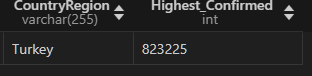 CountryRegion Highest_Confirmed
varchar(255) int
Turkey 823225